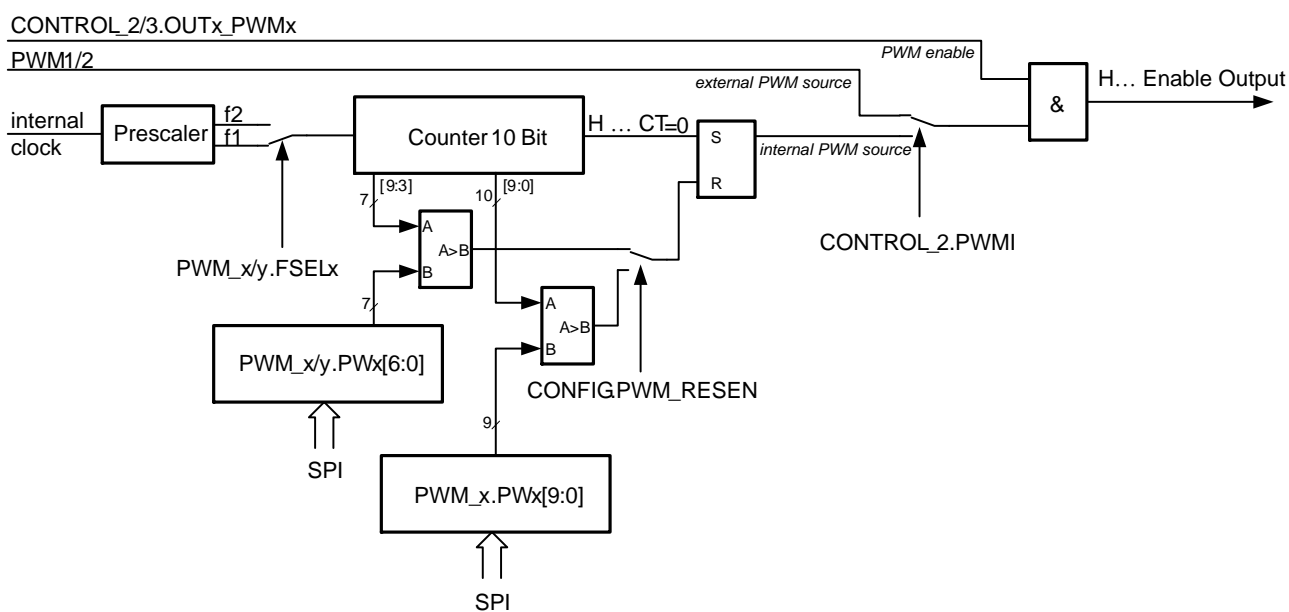 CONTROL_2/3.OUTx_PWMx
PWM1/2
PWM enable
external PWM source
H… Enable Output
&
internal
clock
Prescaler
f2
f1
Counter 10 Bit
H … CT=0
S
R
internal PWM source
[9:3]
7
[9:0]
10
A
A>B
B
PWM_x/y.FSELx
CONTROL_2.PWMI
7
A
A>B
B
PWM_x/y.PWx[6:0]
CONFIG.PWM_RESEN
9
SPI
PWM_x.PWx[9:0]
SPI